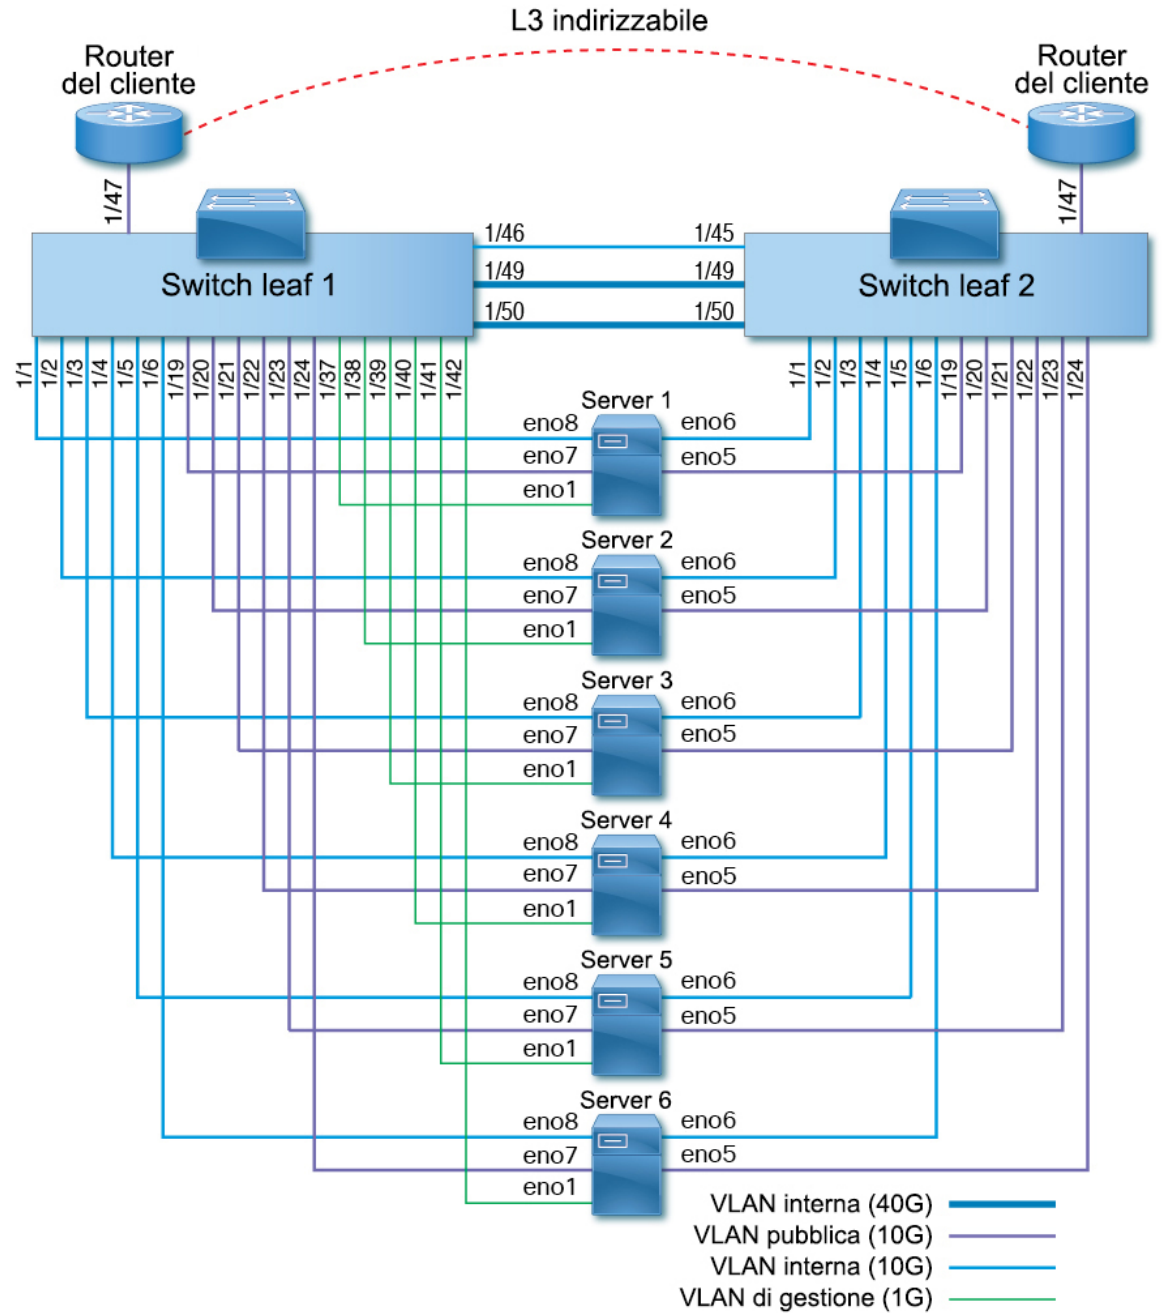 L3 indirizzabile
Router
del cliente
Router
del cliente
1/47
1/47
Switch leaf 1
Switch leaf 2
1/46
1/45
1/49
1/49
1/50
1/50
1/1
1/2
1/3
1/4
1/5
1/6
1/19
1/20
1/21
1/22
1/23
1/24
1/37
1/38
1/39
1/40
1/41
1/42
1/1
1/2
1/3
1/4
1/5
1/6
1/19
1/20
1/21
1/22
1/23
1/24
Server 1
eno8
eno6
eno7
eno5
eno1
Server 2
eno8
eno6
eno7
eno5
eno1
Server 3
eno8
eno6
eno7
eno5
eno1
Server 4
eno8
eno6
eno7
eno5
eno1
Server 5
eno8
eno6
eno7
eno5
eno1
Server 6
eno8
eno6
eno7
eno5
eno1
VLAN interna (40G)
VLAN pubblica (10G)
VLAN interna (10G)
VLAN di gestione (1G)